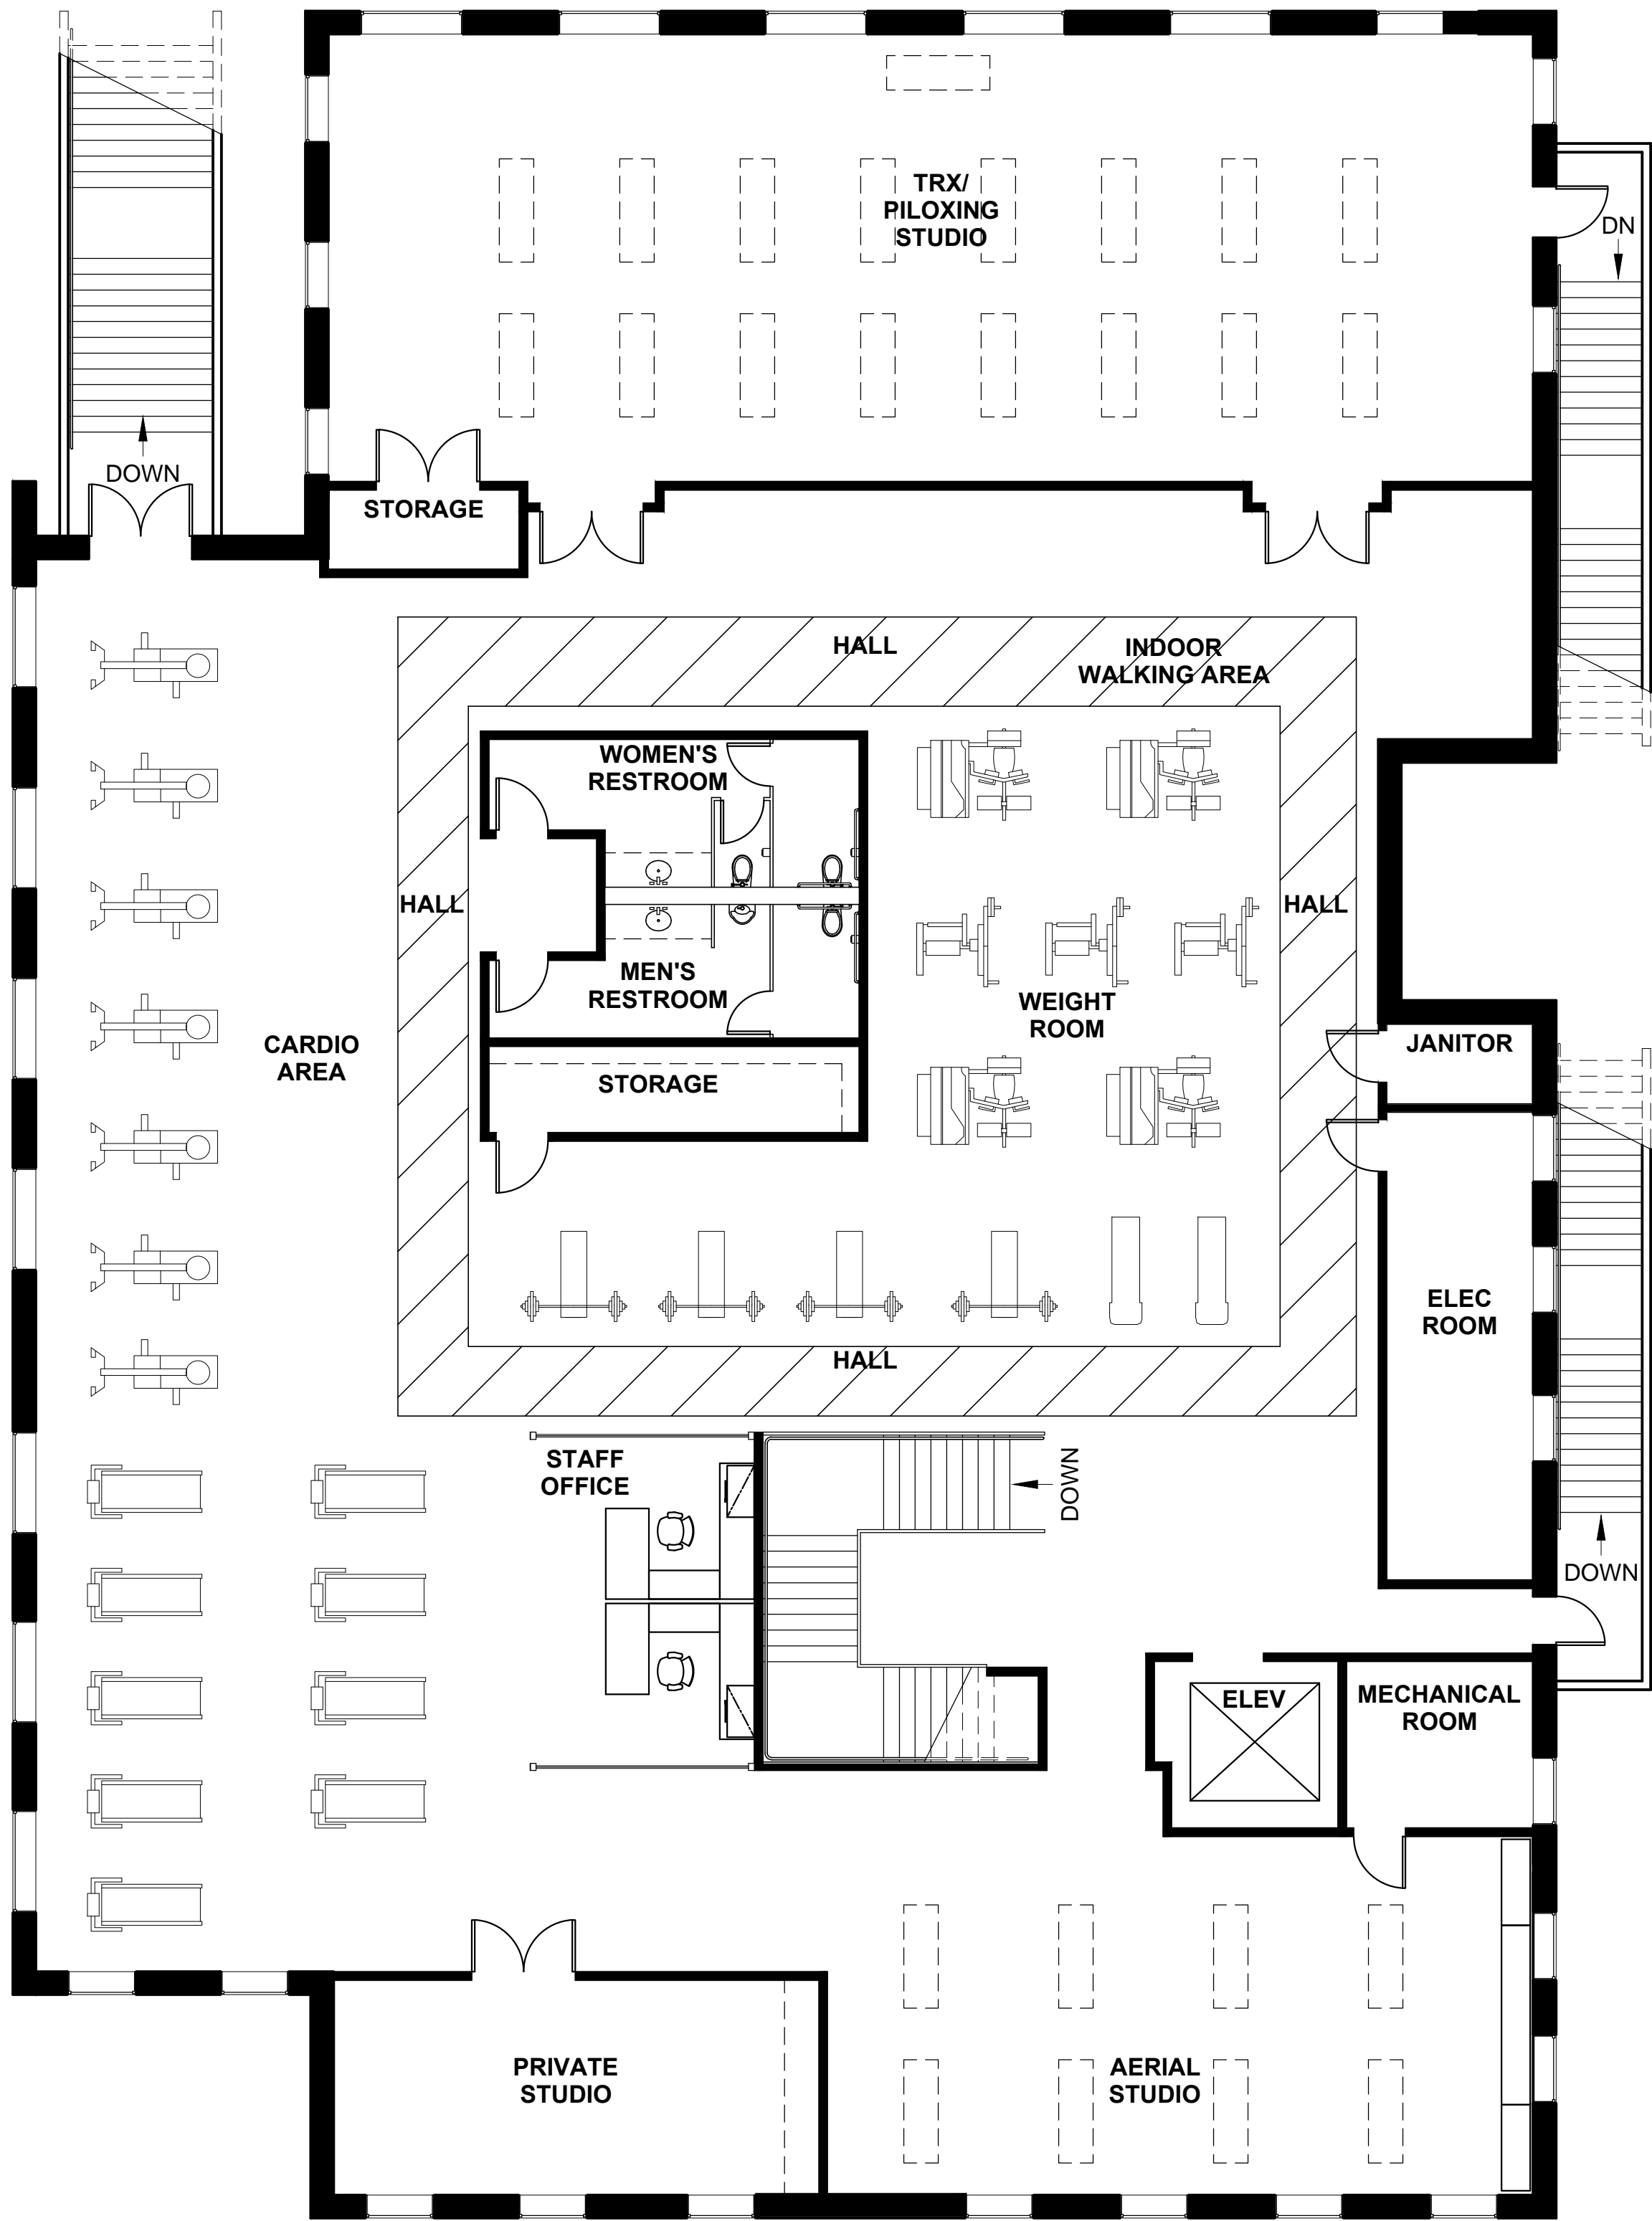 TRX/
PILOXING
STUDIO
DN
DOWN
STORAGE
HALL
INDOOR
WALKING AREA
WOMEN'S
RESTROOM
HALL
HALL
MEN'S
RESTROOM
WEIGHT
ROOM
CARDIO
AREA
JANITOR
STORAGE
ELEC
ROOM
HALL
STAFF
OFFICE
DOWN
DOWN
ELEV
MECHANICAL
ROOM
PRIVATE
STUDIO
AERIAL
STUDIO